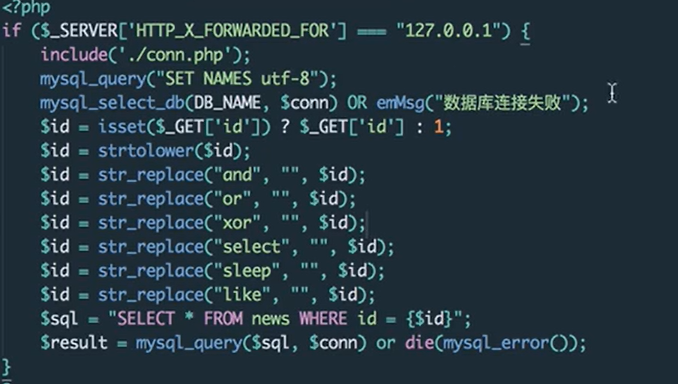 <?php
if ($_SERVER['HTTP_X_FORWARDED_FOR'] === "127.0.0.1") {
    include('./conn.php');
    mysql_query("SET NAMES utf-8");
    mysql_select_db(DB_NAME, $conn) OR emMsg("数据库连接失败");
    $id = isset($_GET['id']) ? $_GET['id'] : 1;
    $id = strtolower($id);
    $id = str_replace("and", "", $id);
    $id = str_replace("or", "", $id);
    $id = str_replace("xor", "", $id);
    $id = str_replace("select", "", $id);
    $id = str_replace("sleep", "", $id);
    $id = str_replace("like", "", $id);
    $sql = "SELECT * FROM news WHERE id = {$id}";
    $result = mysql_query($sql, $conn) or die(mysql_error());
}